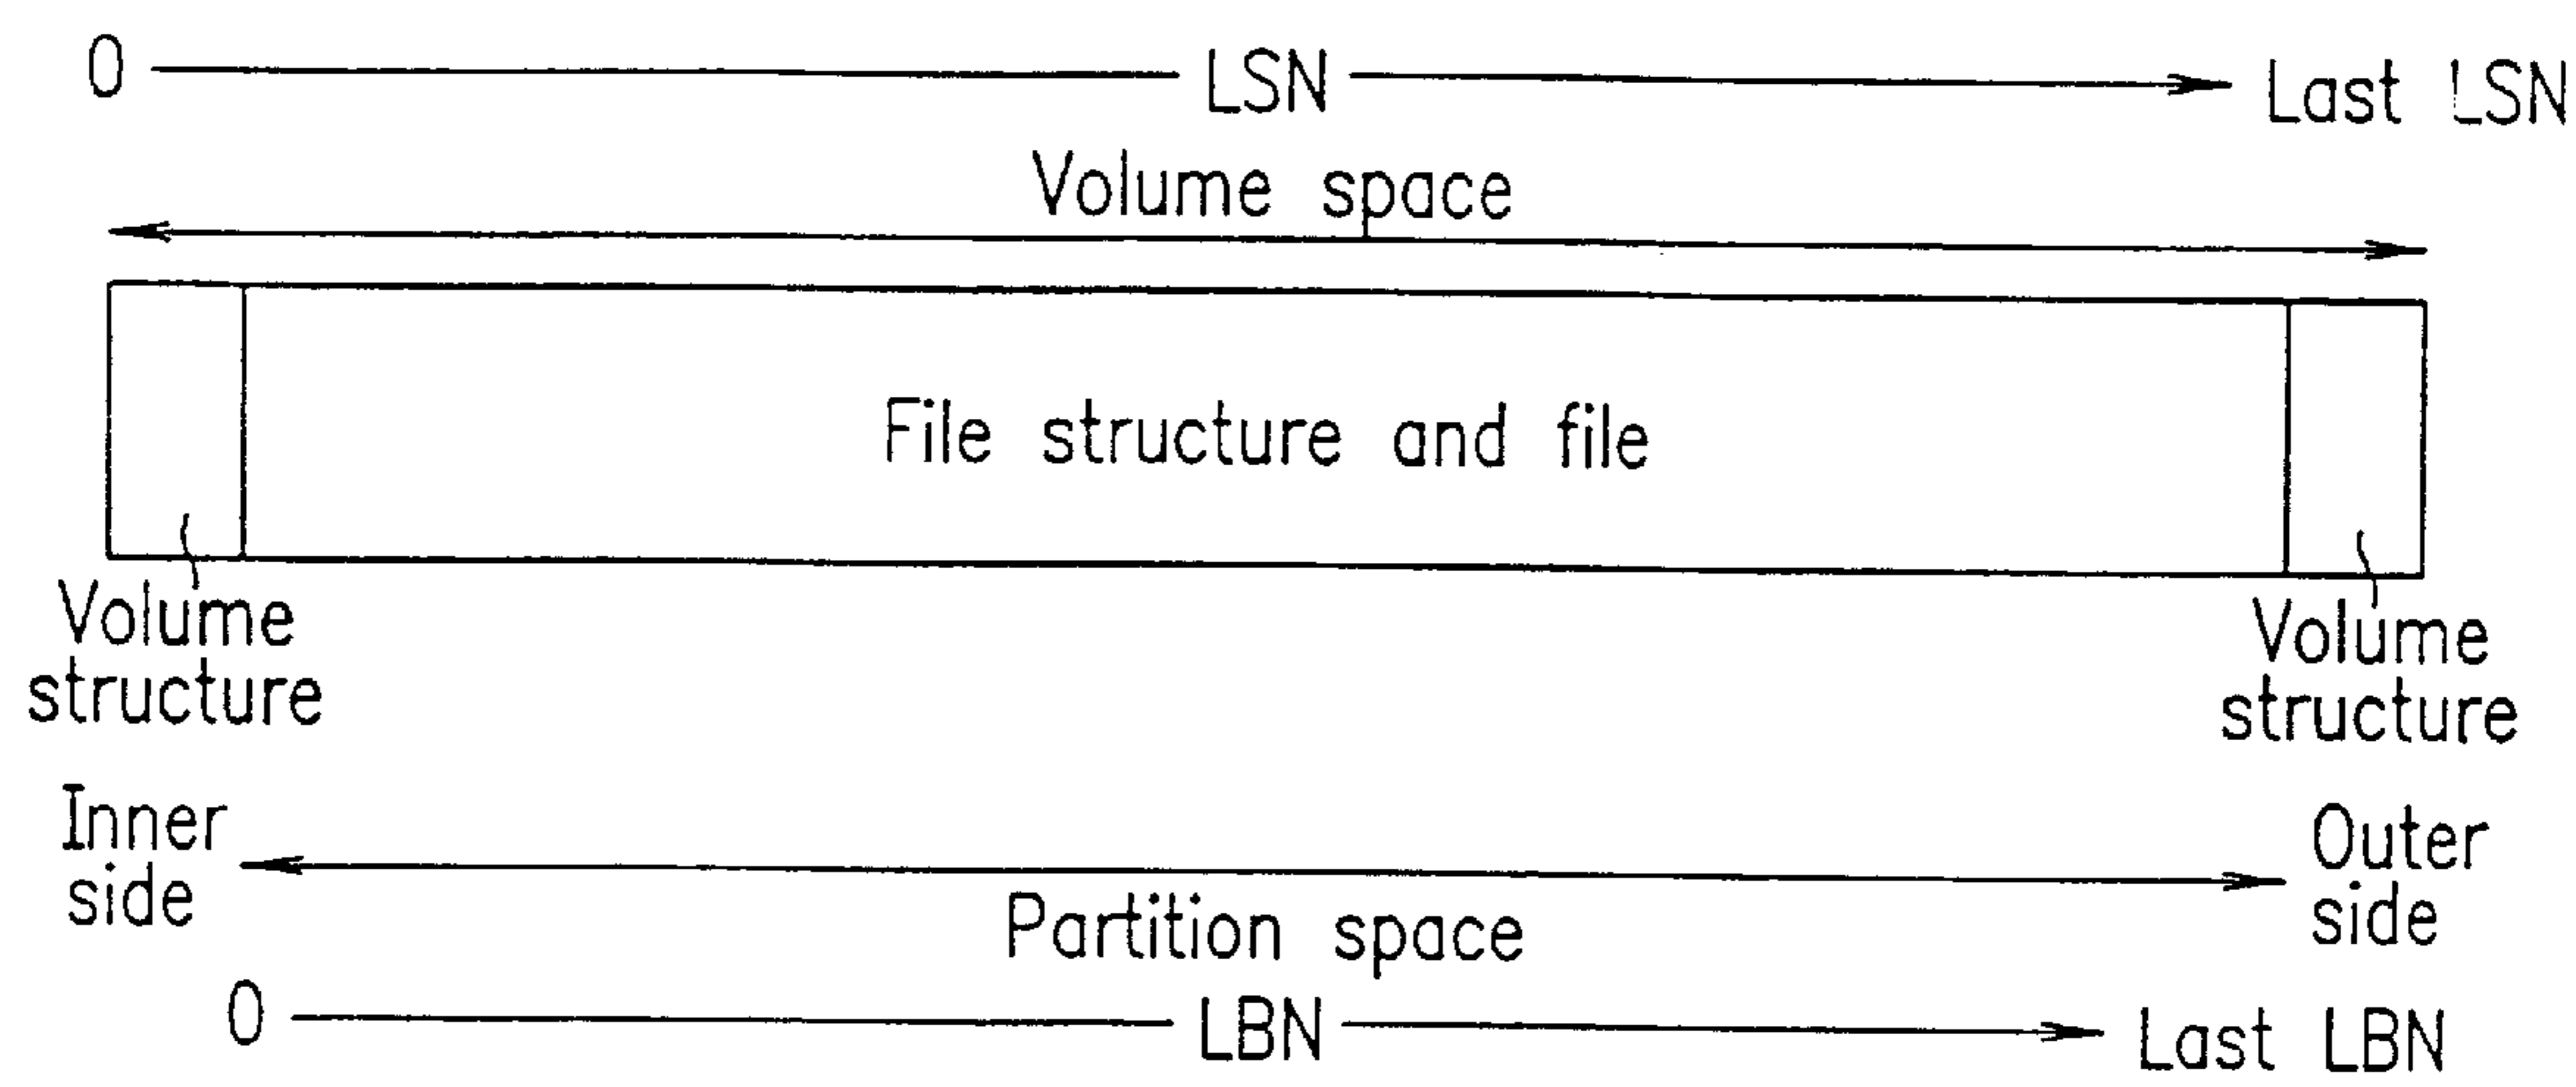 0 LSN Last LSN
Volume space
File structure and file
Volume
structure
Volume
structure
Inner
side
Outer
side
Partition space
0 LBN Last LBN